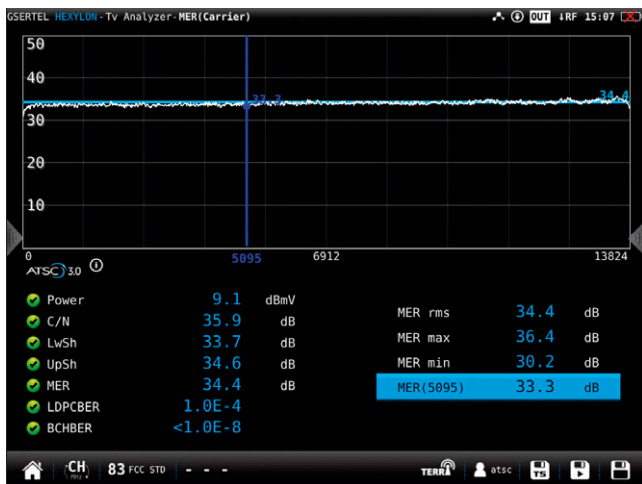 GSERTEL HEXYLON-Tv Analyzer-MER(Carrier) OUT ↓RF 15:07
50
40
33.3 34.4
30
20
10
0 5095 6912 13824
ATSC 3.0
Power 9.1 dBmV
C/N 35.9 dB
LwSh 33.7 dB
UpSh 34.6 dB
MER 34.4 dB
LDPCBER 1.0E-4
BCHBER <1.0E-8
MER rms 34.4 dB
MER max 36.4 dB
MER min 30.2 dB
MER(5095) 33.3 dB
CH MHz 83 FCC STD - - - TERR atsc TS